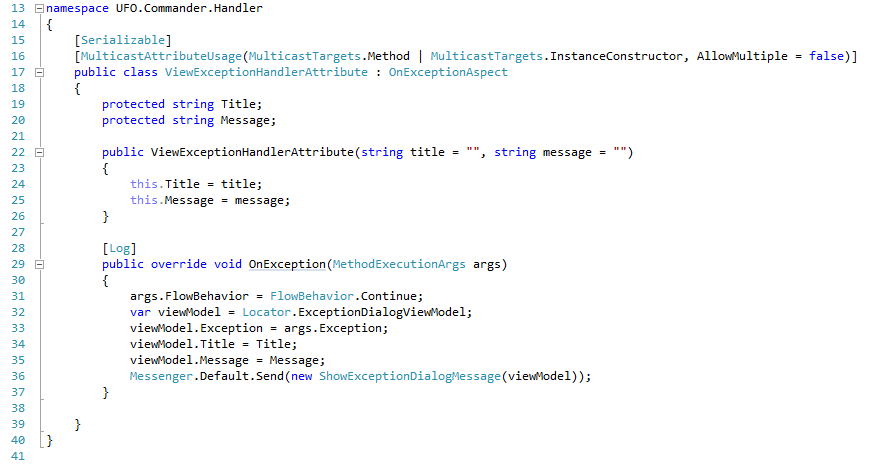 13 namespace UFO.Commander.Handler
14 {
15     [Serializable]
16     [MulticastAttributeUsage(MulticastTargets.Method | MulticastTargets.InstanceConstructor, AllowMultiple = false)]
17     public class ViewExceptionHandlerAttribute : OnExceptionAspect
18     {
19         protected string Title;
20         protected string Message;
21
22         public ViewExceptionHandlerAttribute(string title = "", string message = "")
23         {
24             this.Title = title;
25             this.Message = message;
26         }
27
28         [Log]
29         public override void OnException(MethodExecutionArgs args)
30         {
31             args.FlowBehavior = FlowBehavior.Continue;
32             var viewModel = Locator.ExceptionDialogViewModel;
33             viewModel.Exception = args.Exception;
34             viewModel.Title = Title;
35             viewModel.Message = Message;
36             Messenger.Default.Send(new ShowExceptionDialogMessage(viewModel));
37         }
38
39     }
40 }
41